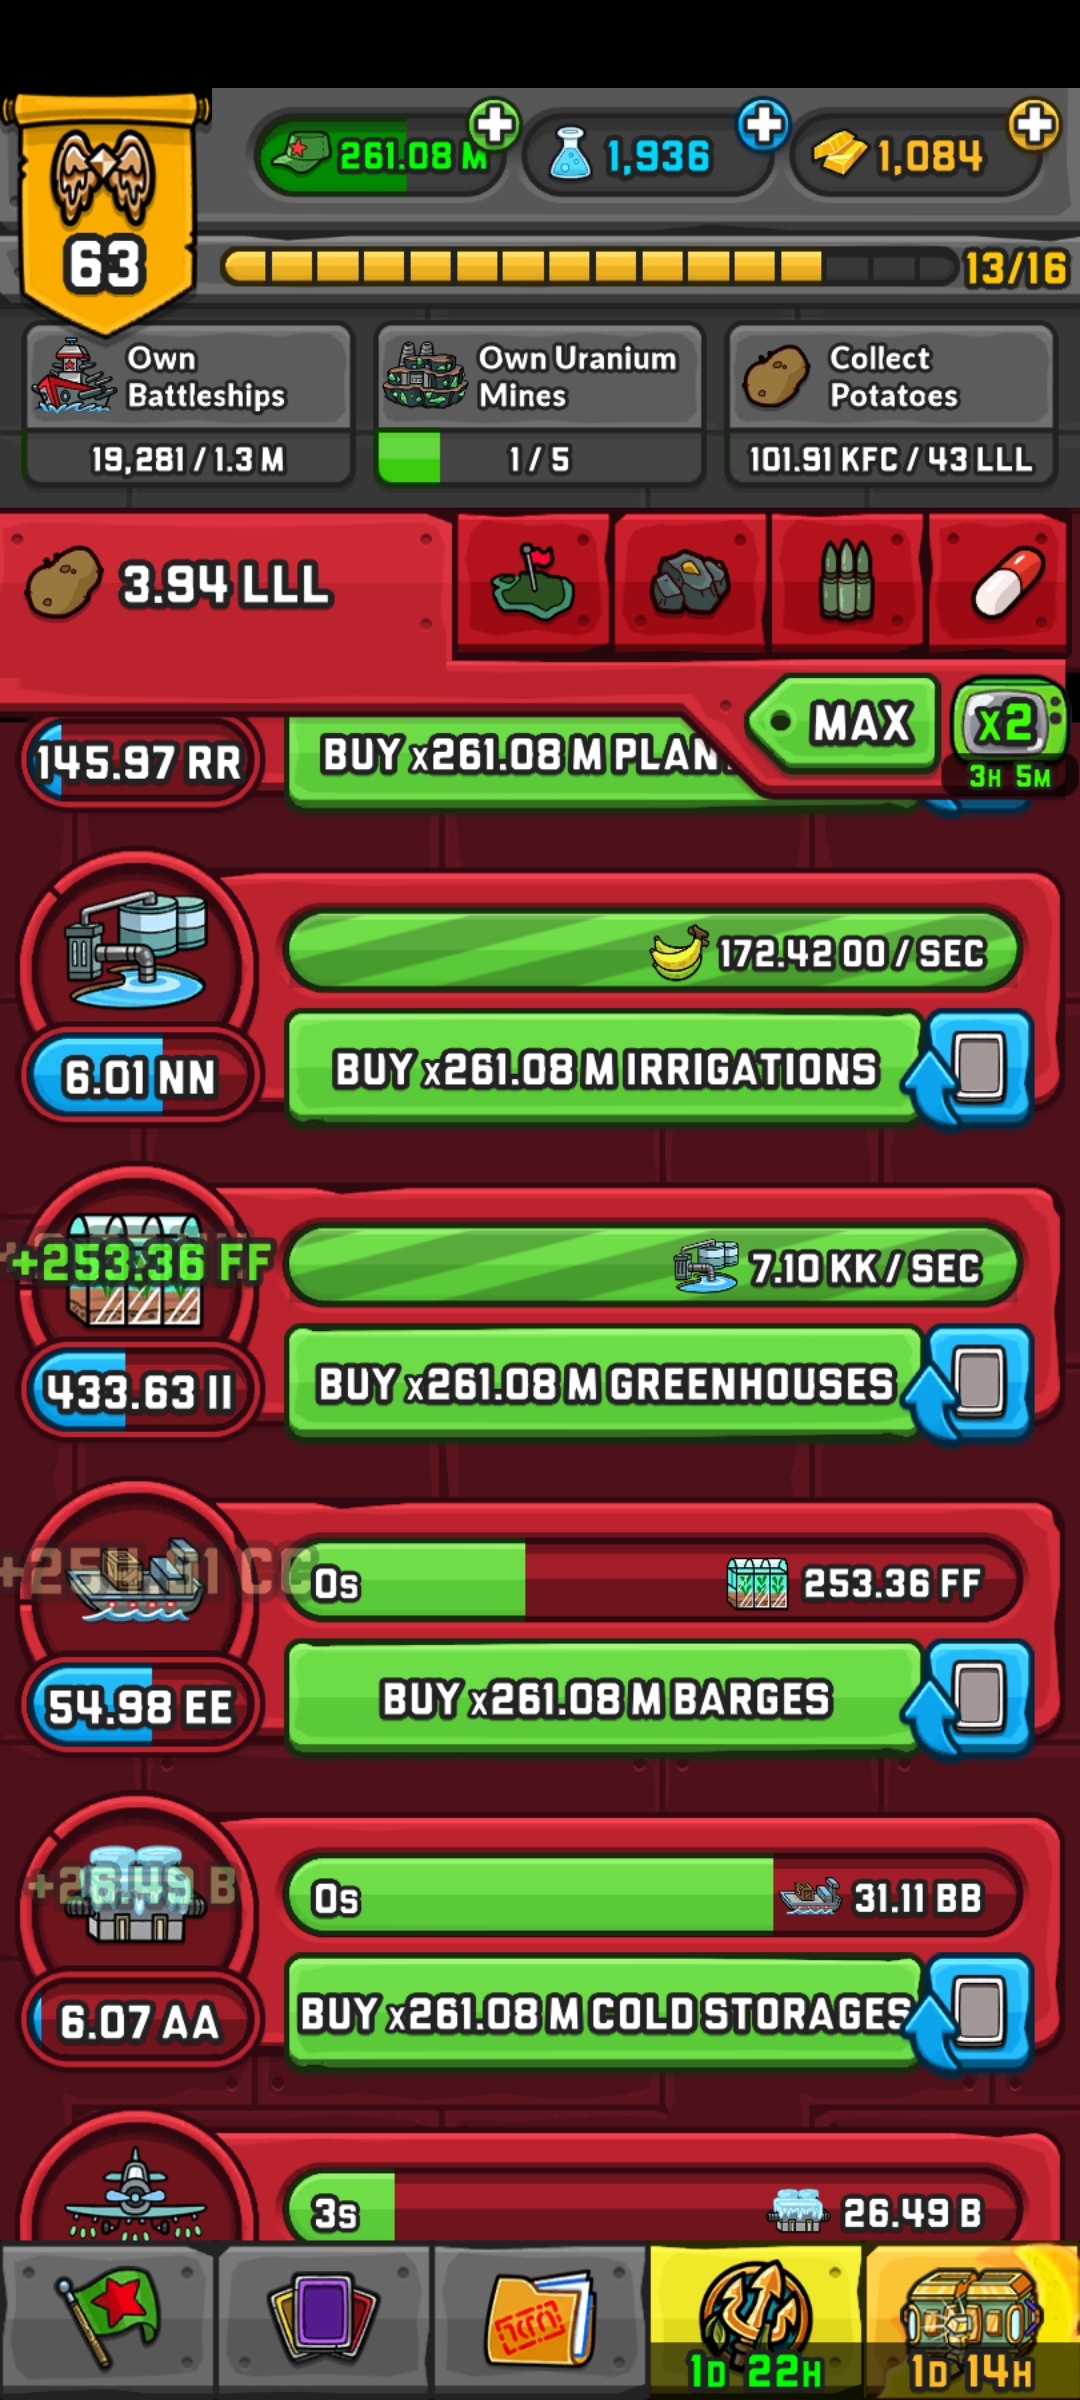 261.08 M
1,936
1,084
63
13/16
Own
Battleships
19,281 / 1.3 M
Own Uranium
Mines
1 / 5
Collect
Potatoes
101.91 KFC / 43 LLL
3.94 LLL
MAX
X2
3H 5M
145.97 RR
BUY x261.08 M PLAN
172.42 OO / SEC
6.01 NN
BUY x261.08 M IRRIGATIONS
+253.36 FF
7.10 KK / SEC
433.63 II
BUY x261.08 M GREENHOUSES
0s
253.36 FF
54.98 EE
BUY x261.08 M BARGES
+26.49 B
0s
31.11 BB
6.07 AA
BUY x261.08 M COLD STORAGES
3s
26.49 B
1D 22H
1D 14H